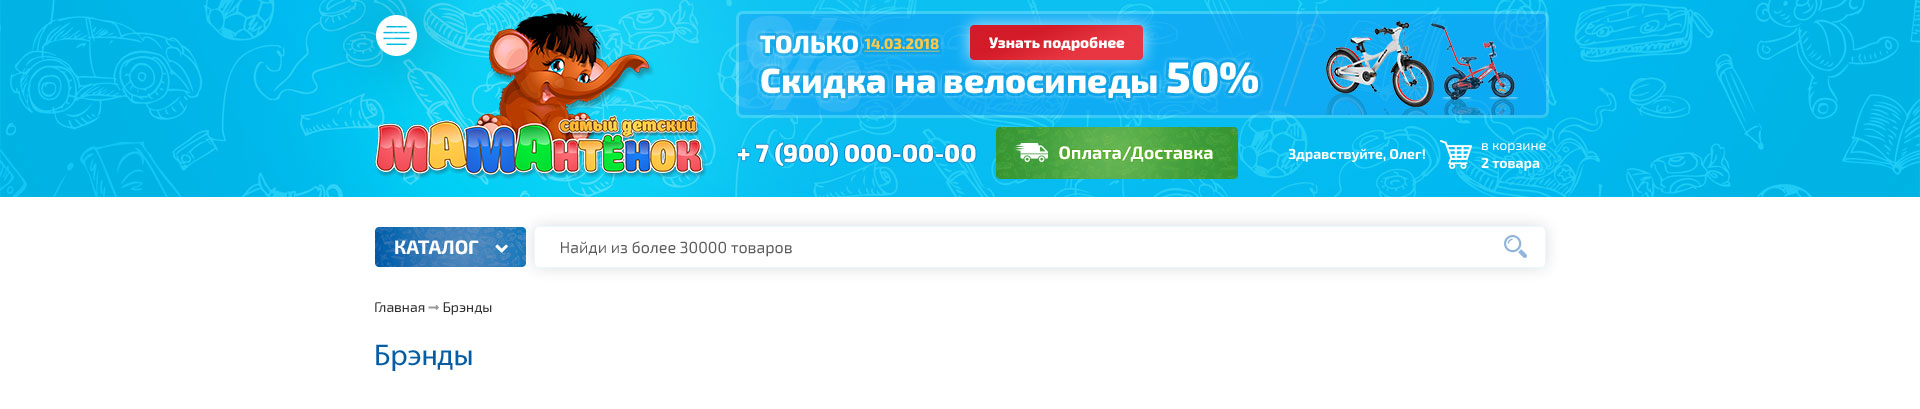 ТОЛЬКО 14.03.2018 Узнать подробнее
Скидка на велосипеды 50%
самый детский
МАМАНТЁНОК
+ 7 (900) 000-00-00
Оплата/Доставка
Здравствуйте, Олег!
в корзине
2 товара
КАТАЛОГ
Найди из более 30000 товаров
Главная ➞ Брэнды
Брэнды